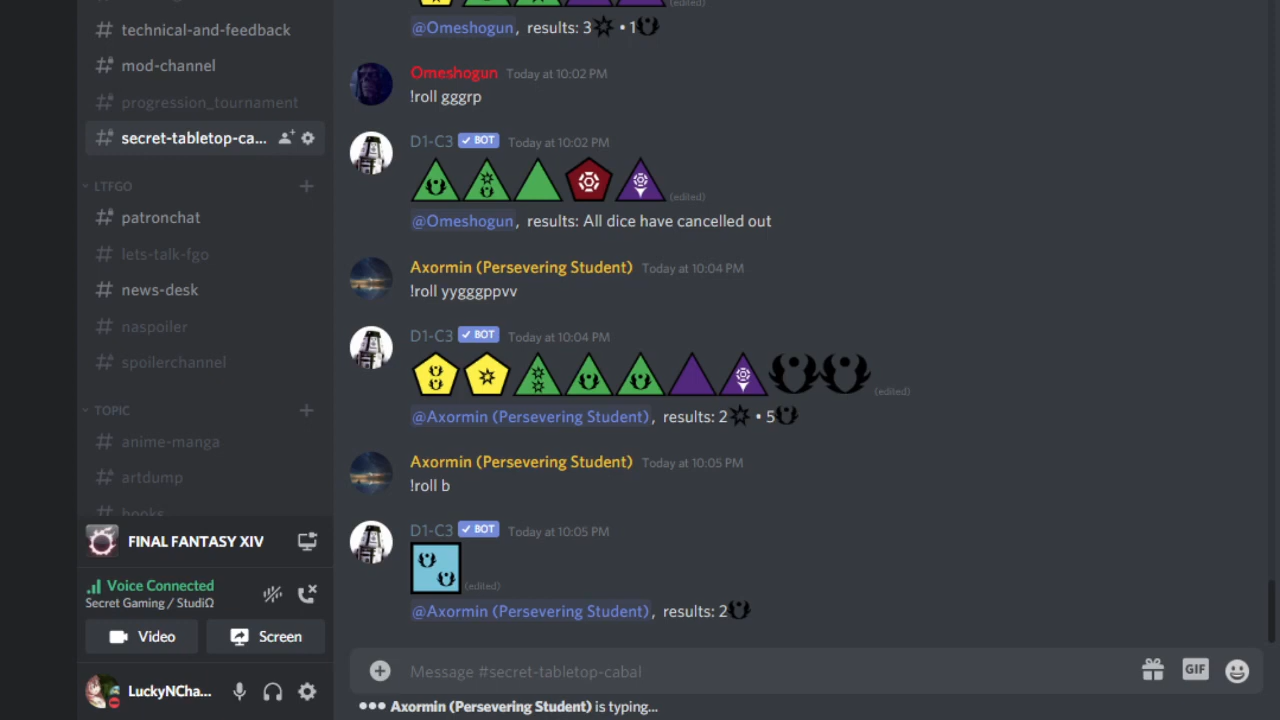 technical-and-feedback
mod-channel
progression_tournament
secret-tabletop-ca...
LTFGO
patronchat
lets-talk-fgo
news-desk
naspoiler
spoilerchannel
TOPIC
anime-manga
artdump
books
FINAL FANTASY XIV
Voice Connected
Secret Gaming / StudiΩ
Video
Screen
LuckyNCha...
(edited)
@Omeshogun, results: 3 • 1
Omeshogun Today at 10:02 PM
!roll gggrp
D1-C3 ✓ BOT Today at 10:02 PM
(edited)
@Omeshogun, results: All dice have cancelled out
Axormin (Persevering Student) Today at 10:04 PM
!roll yygggppvv
D1-C3 ✓ BOT Today at 10:04 PM
(edited)
@Axormin (Persevering Student), results: 2 • 5
Axormin (Persevering Student) Today at 10:05 PM
!roll b
D1-C3 ✓ BOT Today at 10:05 PM
(edited)
@Axormin (Persevering Student), results: 2
Message #secret-tabletop-cabal
GIF
Axormin (Persevering Student) is typing...